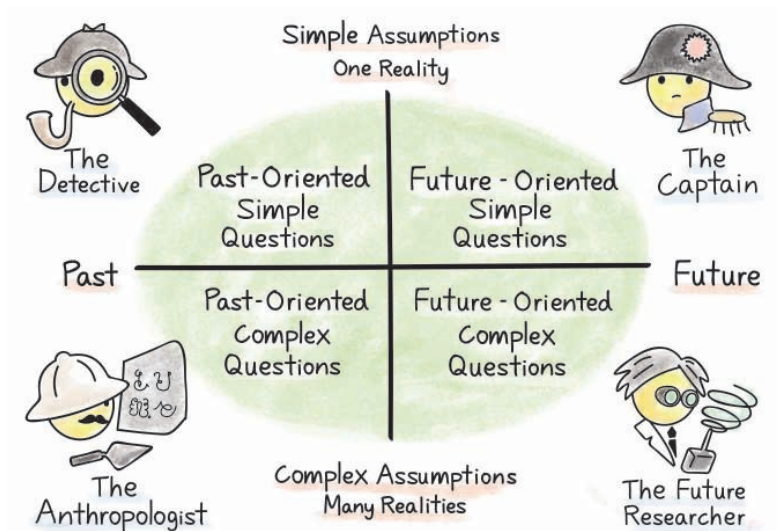 Simple Assumptions
One Reality
The
Detective
The
Captain
Past-Oriented
Simple
Questions
Future - Oriented
Simple
Questions
Past
Future
Past-Oriented
Complex
Questions
Future - Oriented
Complex
Questions
The
Anthropologist
Complex Assumptions
Many Realities
The Future
Researcher